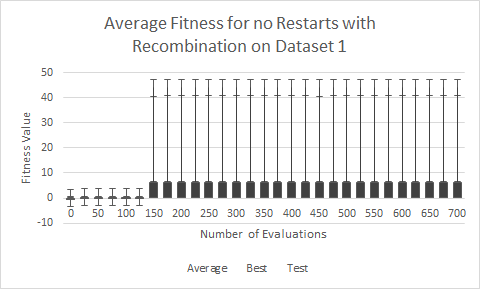 Average Fitness for no Restarts with
Recombination on Dataset 1
50
40
30
20
10
0
-10
Fitness Value
0 50 100 150 200 250 300 350 400 450 500 550 600 650 700
Number of Evaluations
Average Best Test